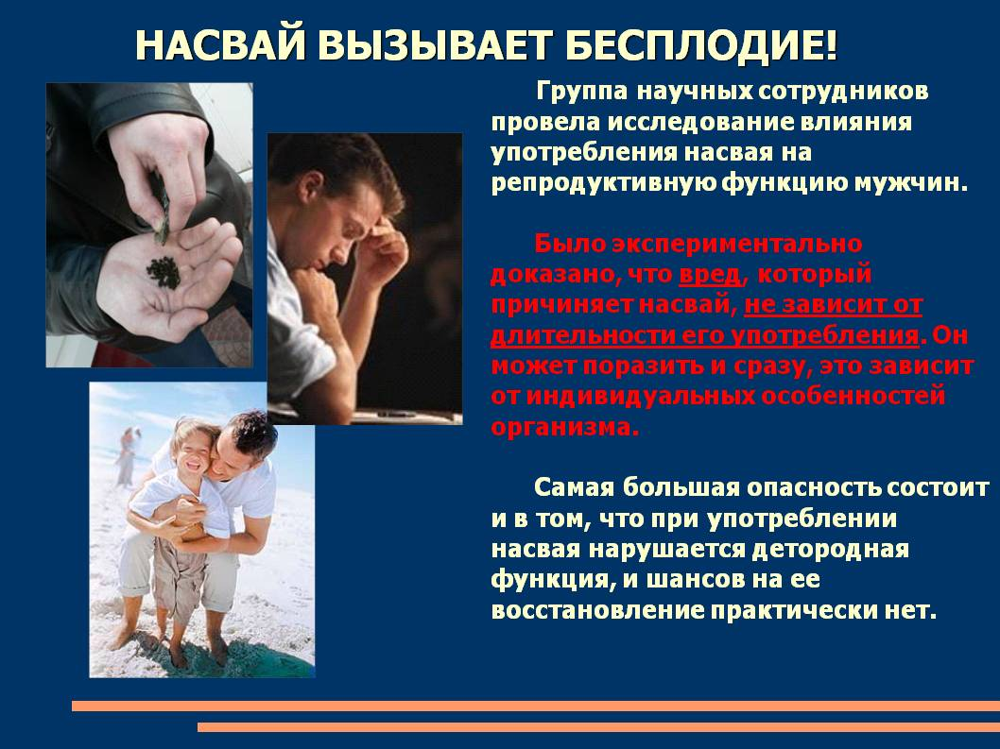 НАСВАЙ ВЫЗЫВАЕТ БЕСПЛОДИЕ!
Группа научных сотрудников
провела исследование влияния
употребления насвая на
репродуктивную функцию мужчин.
Было экспериментально
доказано, что вред, который
причиняет насвай, не зависит от
длительности его употребления. Он
может поразить и сразу, это зависит
от индивидуальных особенностей
организма.
Самая большая опасность состоит
и в том, что при употреблении
насвая нарушается детородная
функция, и шансов на ее
восстановление практически нет.